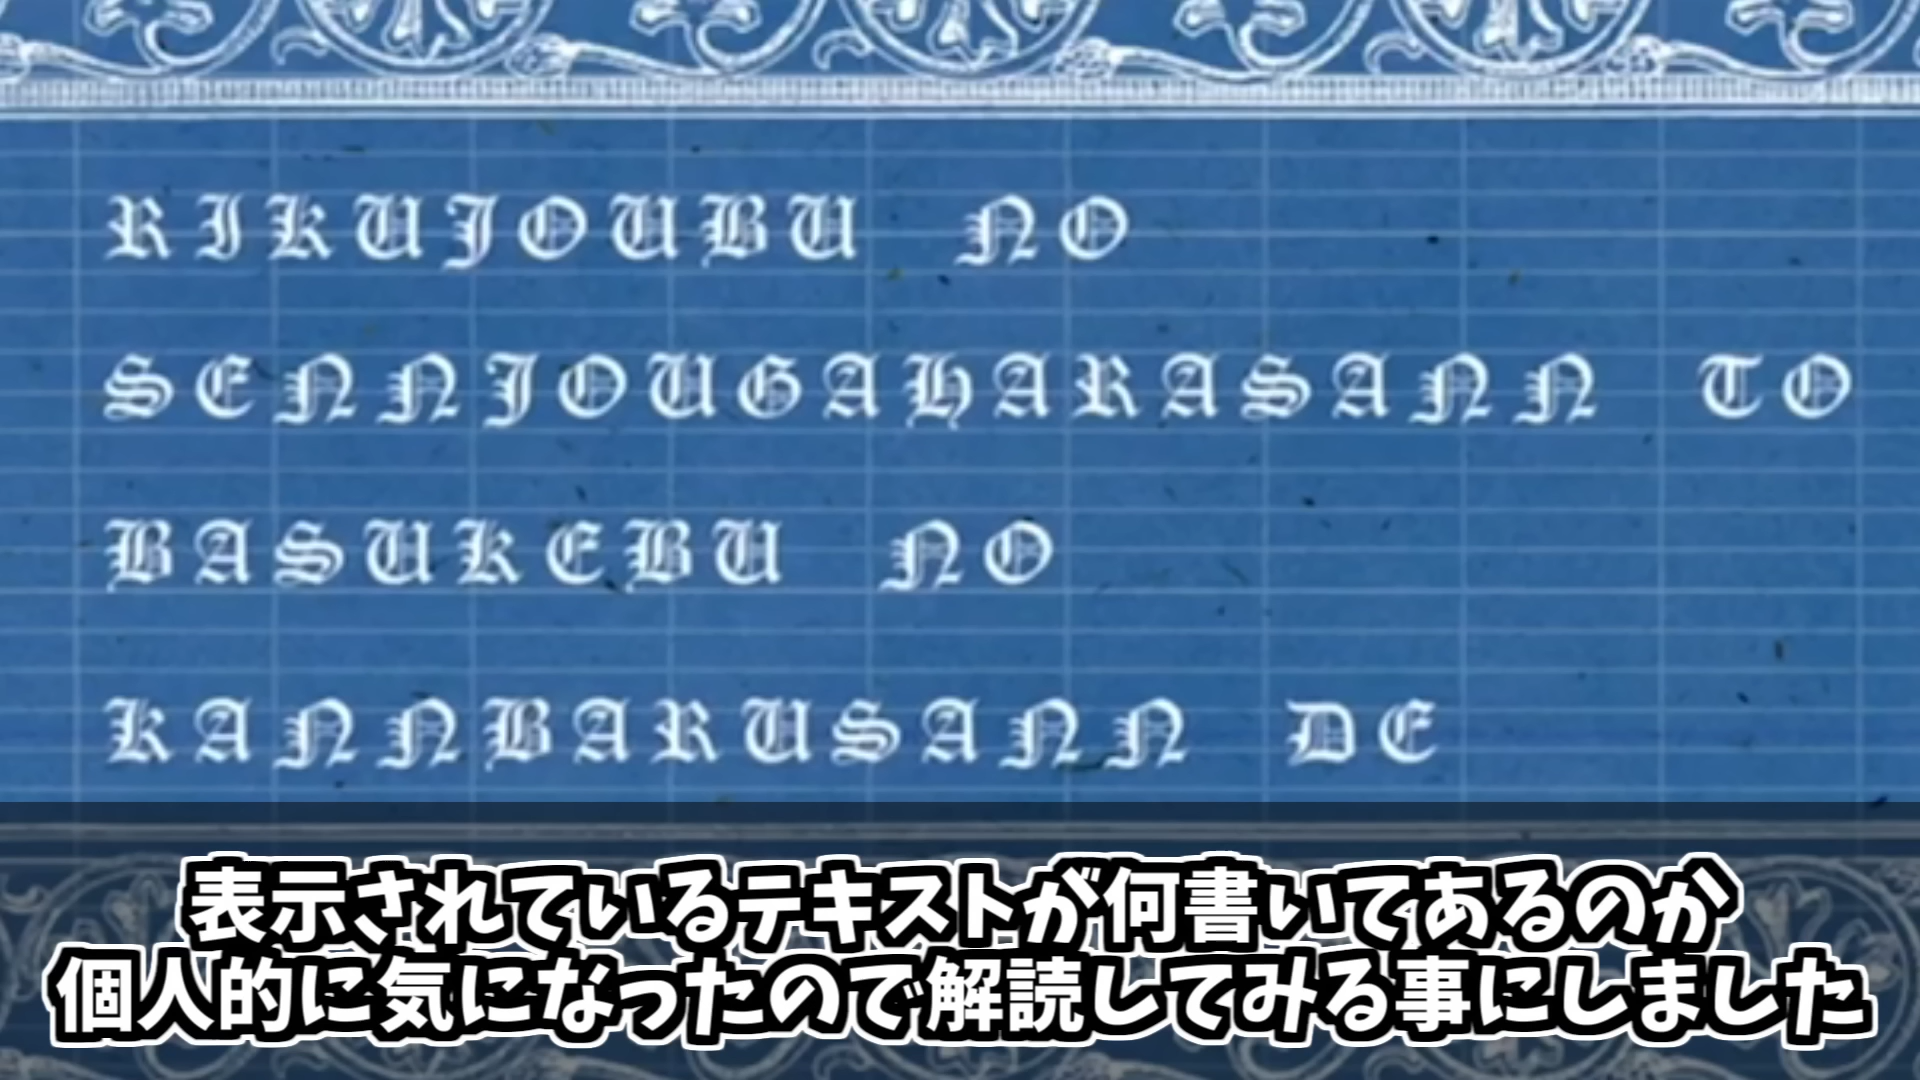 RIKUJOUBU NO
SENNJOUGAHARASANN TO
BASUKEBU NO
KANNBARUSANN DE
表示されているテキストが何書いてあるのか
個人的に気になったので解読してみる事にしました